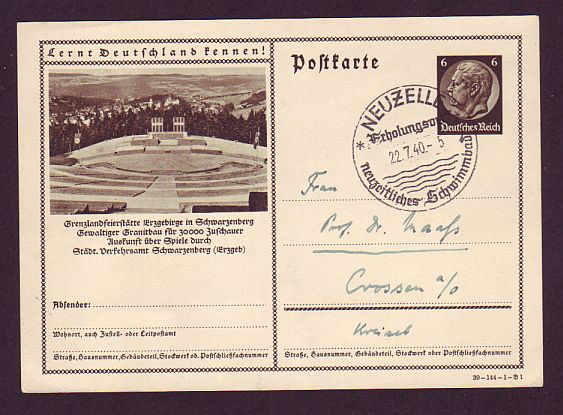 Lernt Deutschland kennen!
Grenzlandfeierstätte Erzgebirge in Schwarzenberg
Gewaltiger Granitbau für 30000 Zuschauer
Auskunft über Spiele durch
Städt. Verkehrsamt Schwarzenberg (Erzgeb)
Absender:
Wohnort, auch Zustell- oder Leitpostamt
Straße, Hausnummer, Gebäudeteil, Stockwerk od. Postschließfachnummer
Postkarte
6 6
Deutsches Reich
NEUZELLE
Erholungsort
22.7.40.- 5
neuzeitliches Schwimmbad
Frau
Prof. Dr. Maaß
Crossen a/o
Straße, Hausnummer, Gebäudeteil, Stockwerk oder Postschließfachnummer
39-144-1-B1